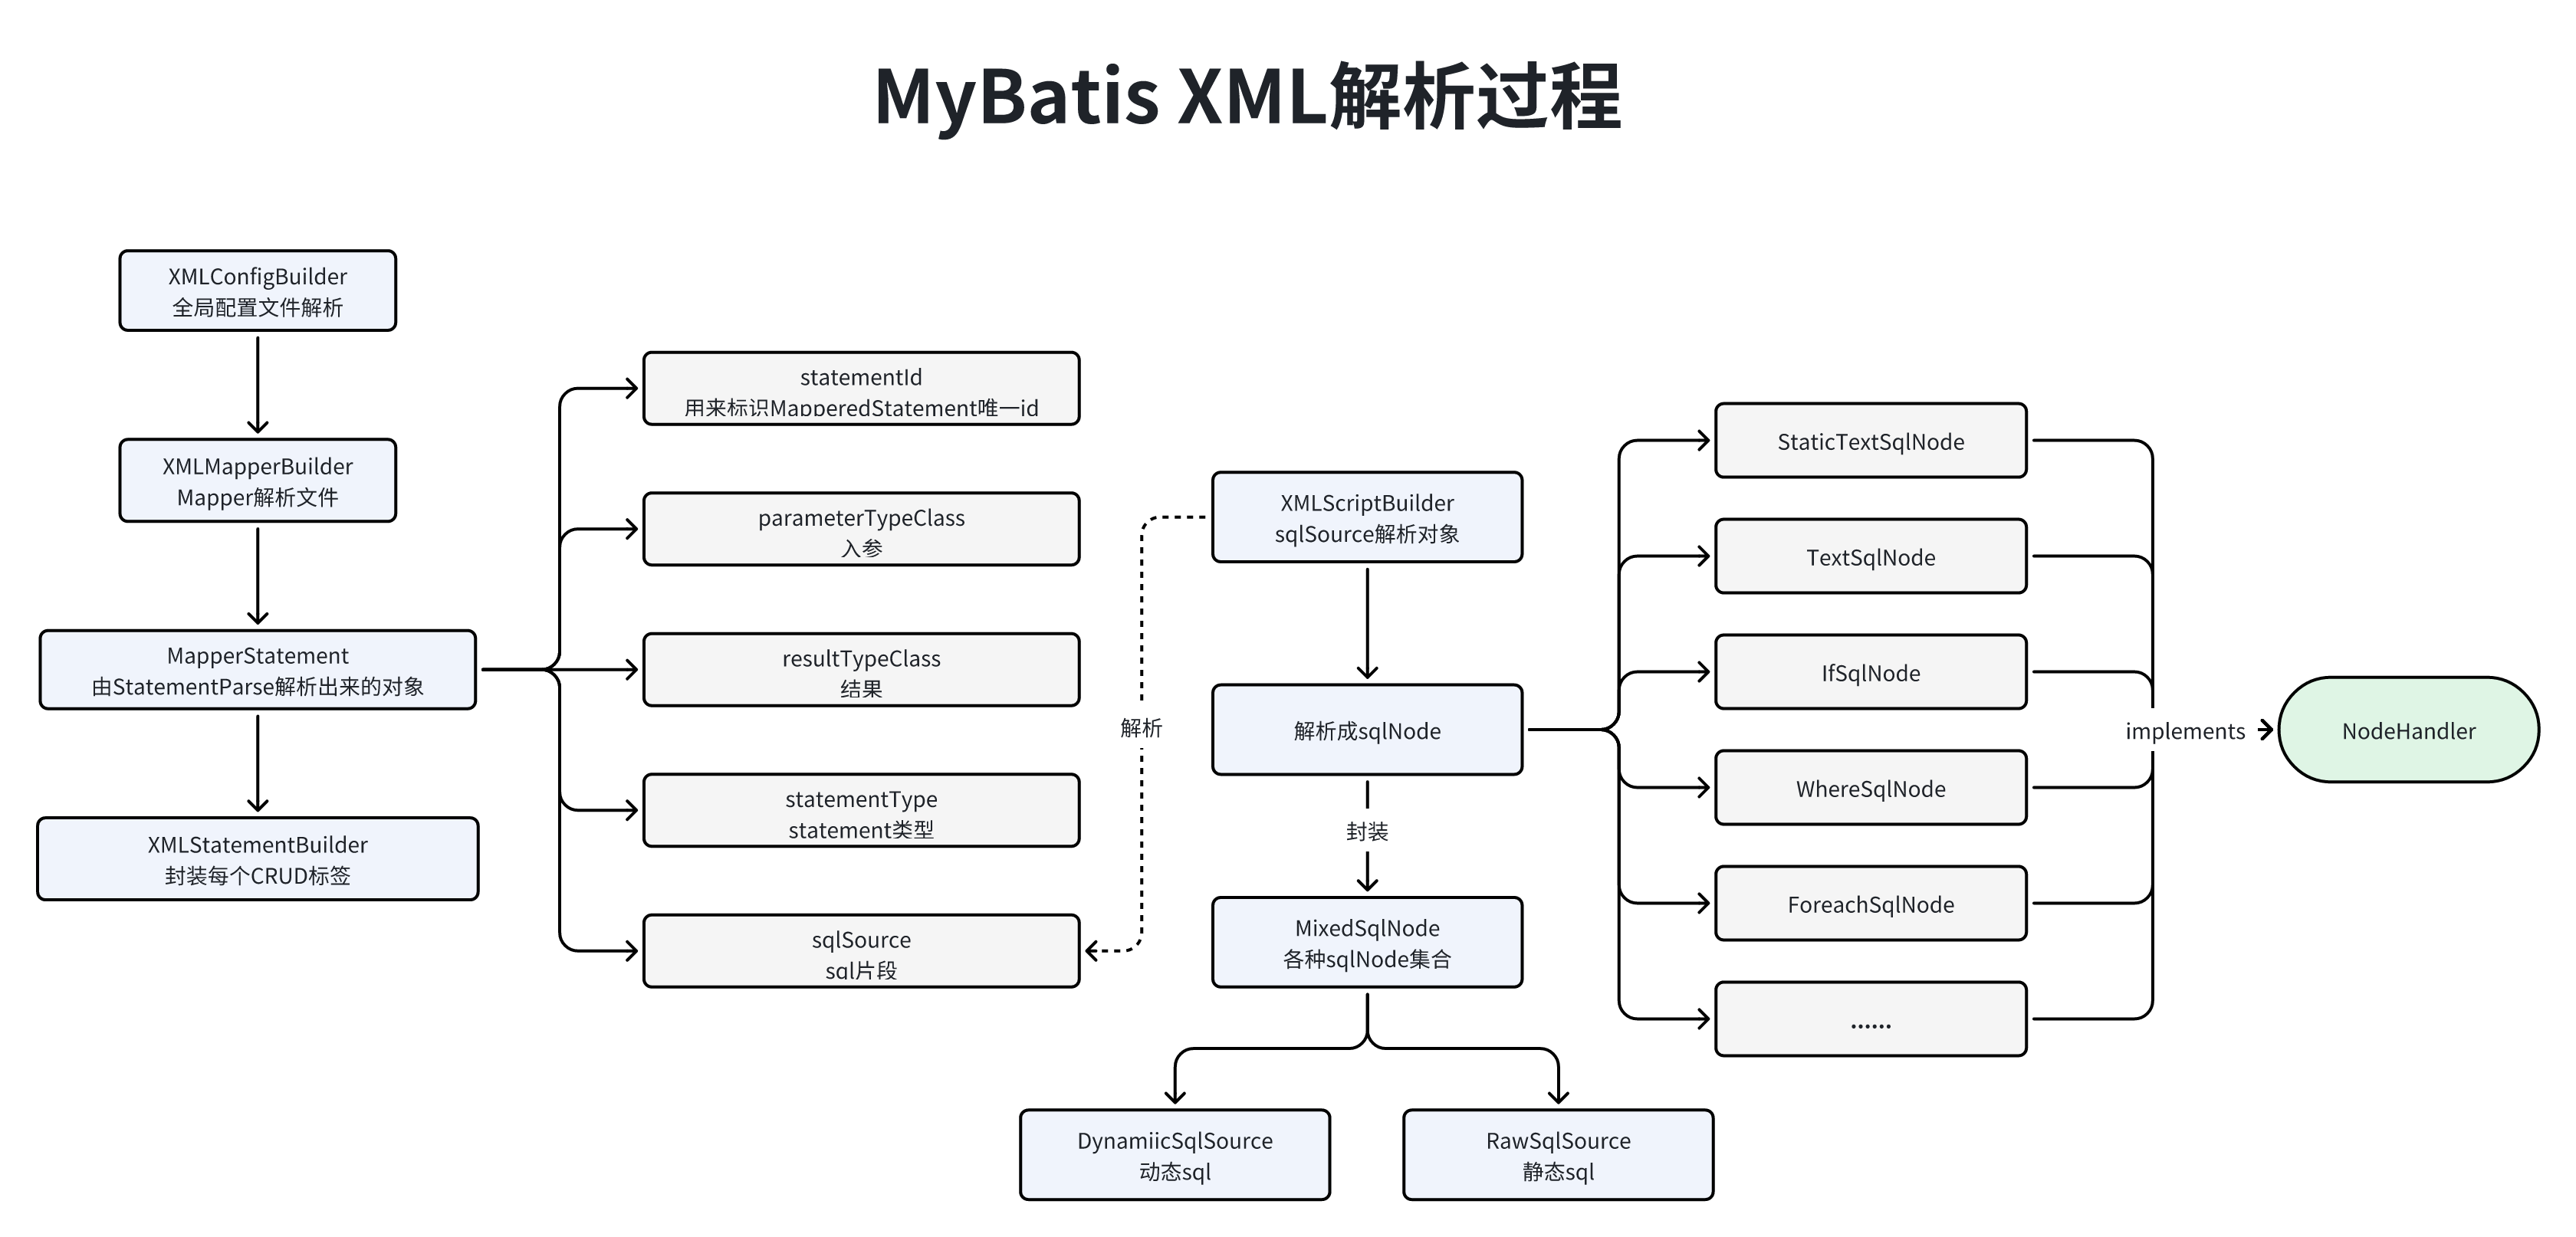 MyBatis XML解析过程
XMLConfigBuilder
全局配置文件解析
XMLMapperBuilder
Mapper解析文件
MapperStatement
由StatementParse解析出来的对象
XMLStatementBuilder
封装每个CRUD标签
statementId
用来标识MapperedStatement唯一id
parameterTypeClass
入参
resultTypeClass
结果
statementType
statement类型
sqlSource
sql片段
解析
XMLScriptBuilder
sqlSource解析对象
解析成sqlNode
封装
MixedSqlNode
各种sqlNode集合
DynamiicSqlSource
动态sql
RawSqlSource
静态sql
StaticTextSqlNode
TextSqlNode
IfSqlNode
WhereSqlNode
ForeachSqlNode
......
implements
NodeHandler